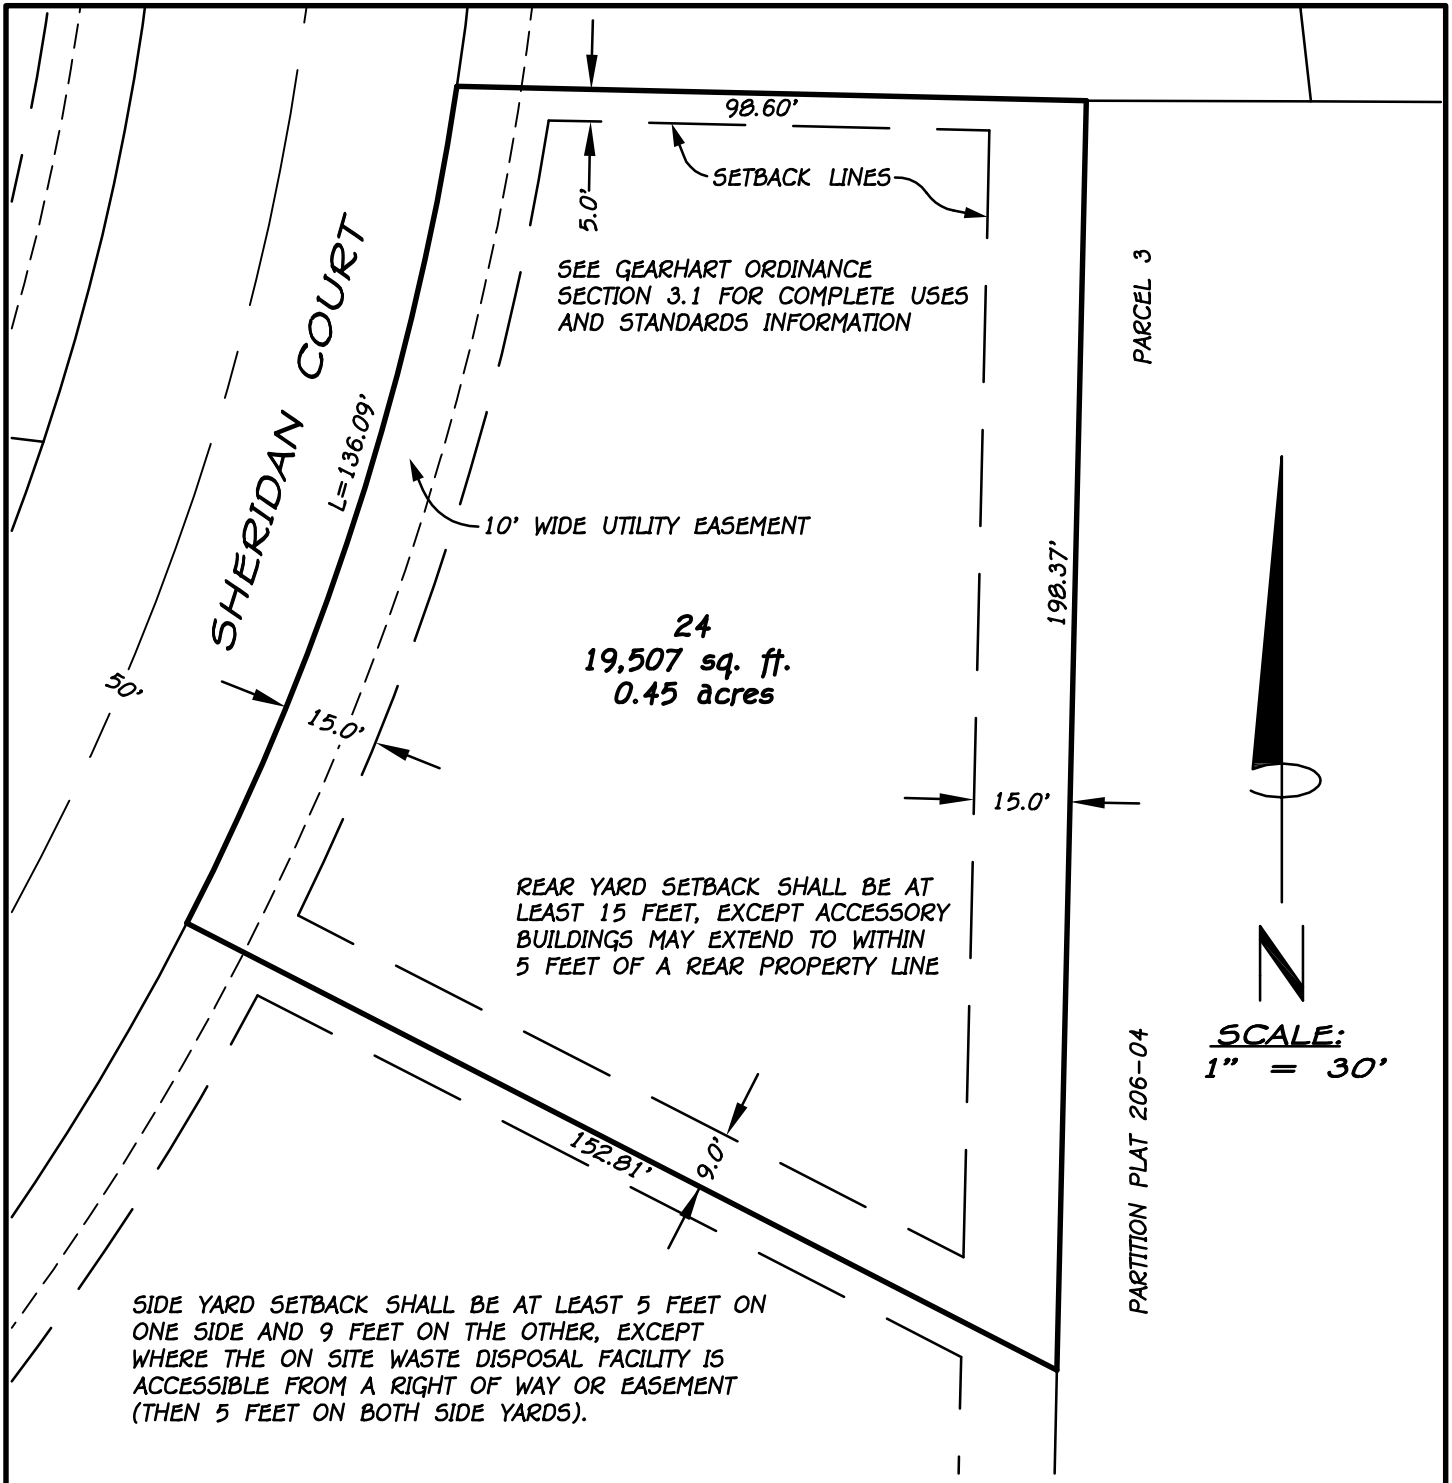 98.60'
SETBACK LINES
5.0'
SEE GEARHART ORDINANCE
SECTION 3.1 FOR COMPLETE USES
AND STANDARDS INFORMATION
PARCEL 3
SHERIDAN COURT
L=136.09'
10' WIDE UTILITY EASEMENT
198.37'
24
19,507 sq. ft.
0.45 acres
50'
15.0'
15.0'
REAR YARD SETBACK SHALL BE AT
LEAST 15 FEET, EXCEPT ACCESSORY
BUILDINGS MAY EXTEND TO WITHIN
5 FEET OF A REAR PROPERTY LINE
N
SCALE:
1" = 30'
PARTITION PLAT 206-04
152.81'
9.0'
SIDE YARD SETBACK SHALL BE AT LEAST 5 FEET ON
ONE SIDE AND 9 FEET ON THE OTHER, EXCEPT
WHERE THE ON SITE WASTE DISPOSAL FACILITY IS
ACCESSIBLE FROM A RIGHT OF WAY OR EASEMENT
(THEN 5 FEET ON BOTH SIDE YARDS).